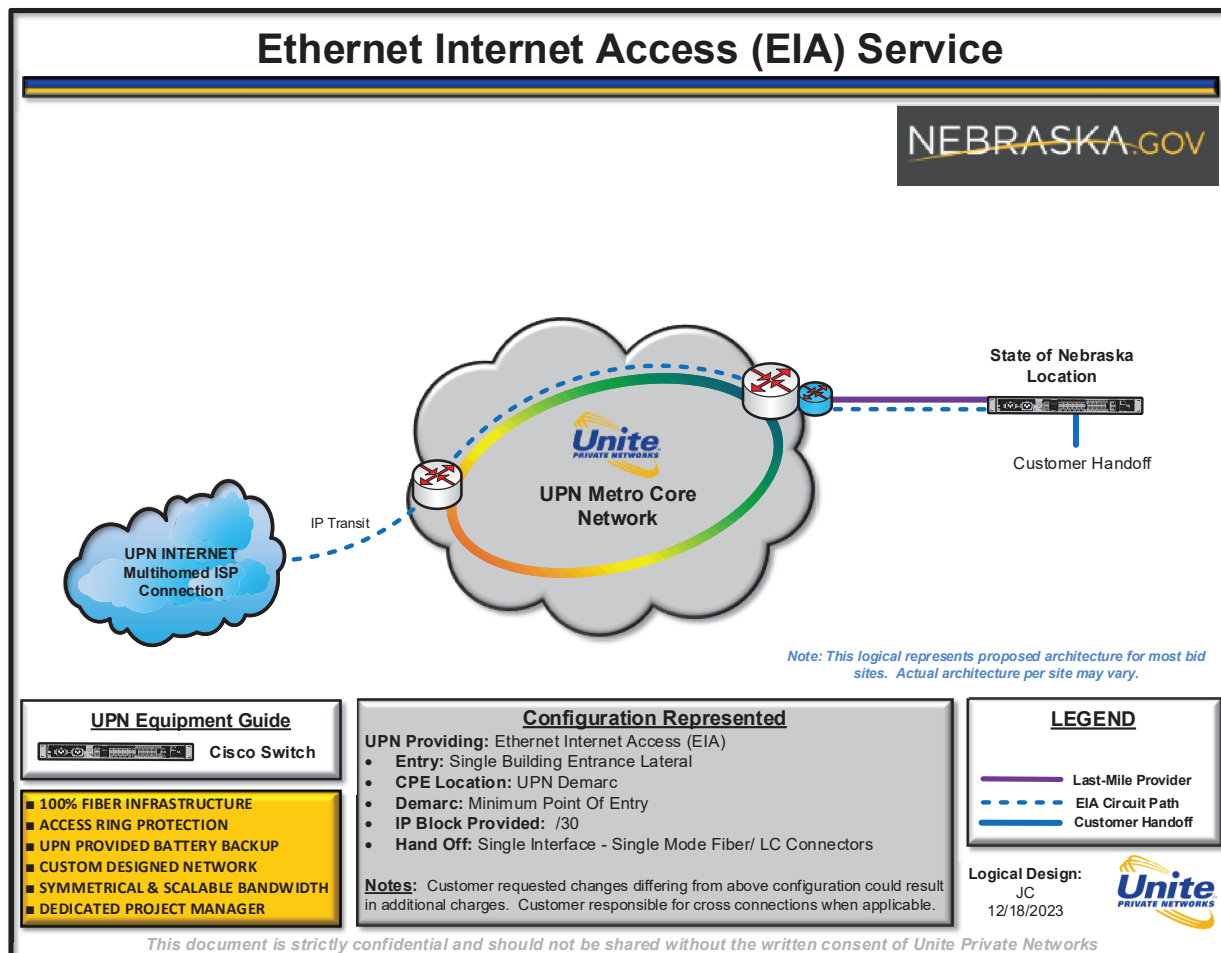 Ethernet Internet Access (EIA) Service
NEBRASKA.GOV
State of Nebraska
Location
Customer Handoff
Unite
PRIVATE NETWORKS
UPN Metro Core
Network
IP Transit
UPN INTERNET
Multihomed ISP
Connection
Note: This logical represents proposed architecture for most bid
sites. Actual architecture per site may vary.
UPN Equipment Guide
Cisco Switch
■ 100% FIBER INFRASTRUCTURE
■ ACCESS RING PROTECTION
■ UPN PROVIDED BATTERY BACKUP
■ CUSTOM DESIGNED NETWORK
■ SYMMETRICAL & SCALABLE BANDWIDTH
■ DEDICATED PROJECT MANAGER
Configuration Represented
UPN Providing: Ethernet Internet Access (EIA)
• Entry: Single Building Entrance Lateral
• CPE Location: UPN Demarc
• Demarc: Minimum Point Of Entry
• IP Block Provided: /30
• Hand Off: Single Interface - Single Mode Fiber/ LC Connectors
Notes: Customer requested changes differing from above configuration could result
in additional charges. Customer responsible for cross connections when applicable.
LEGEND
Last-Mile Provider
EIA Circuit Path
Customer Handoff
Logical Design:
JC
12/18/2023
Unite
PRIVATE NETWORKS
This document is strictly confidential and should not be shared without the written consent of Unite Private Networks